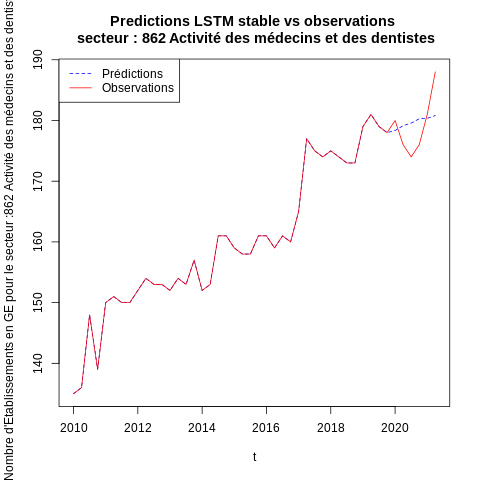 Predictions LSTM stable vs observations
secteur : 862 Activité des médecins et des dentistes
Nombre d'Etablissements en GE pour le secteur :862 Activité des médecins et des dentistes
Prédictions
Observations
190
180
170
160
150
140
2010
2012
2014
2016
2018
2020
t